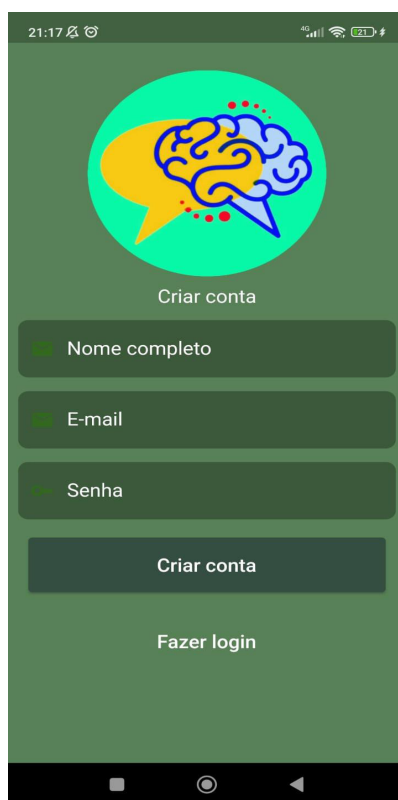 21:17
4G
21
Criar conta
Nome completo
E-mail
Senha
Criar conta
Fazer login